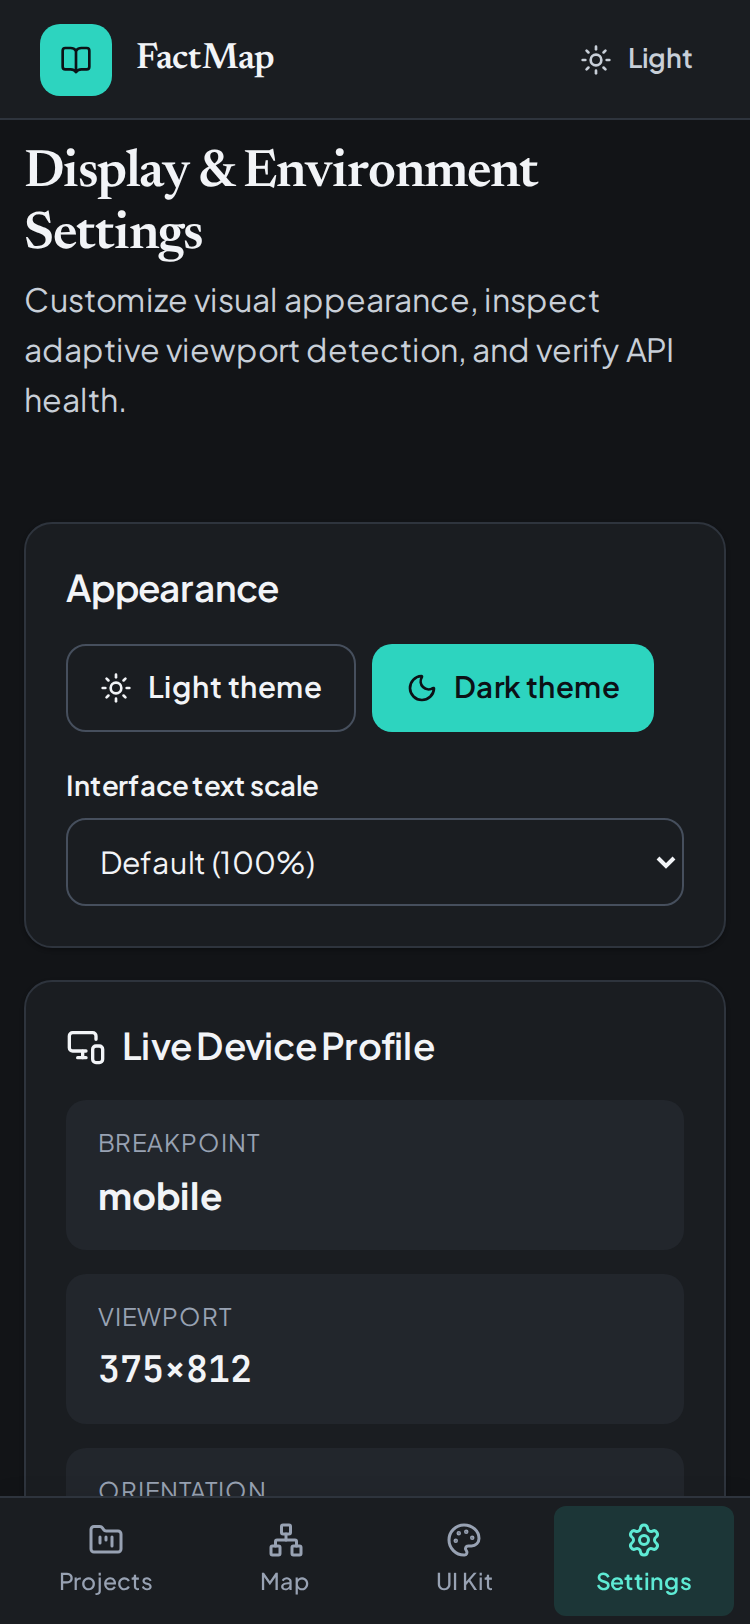 FactMap
Light
Display & Environment
Settings
Customize visual appearance, inspect
adaptive viewport detection, and verify API
health.
Appearance
Light theme
Dark theme
Interface text scale
Default (100%)
Live Device Profile
BREAKPOINT
mobile
VIEWPORT
375×812
ORIENTATION
Projects
Map
UI Kit
Settings